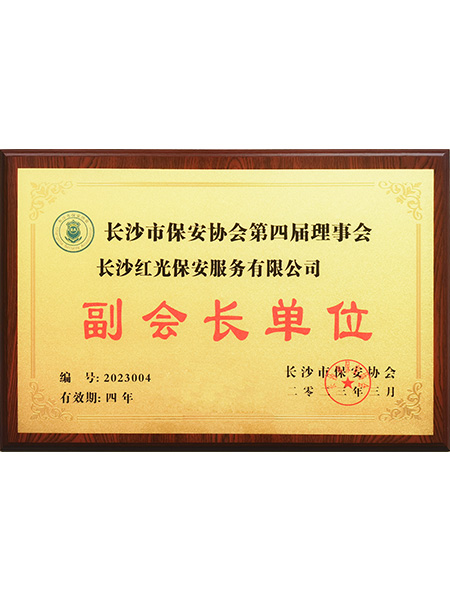 长沙市保安协会第四届理事会
长沙红光保安服务有限公司
副会长单位
编 号: 2023004
有效期: 四 年
长沙市保安协会
二零二三年三月